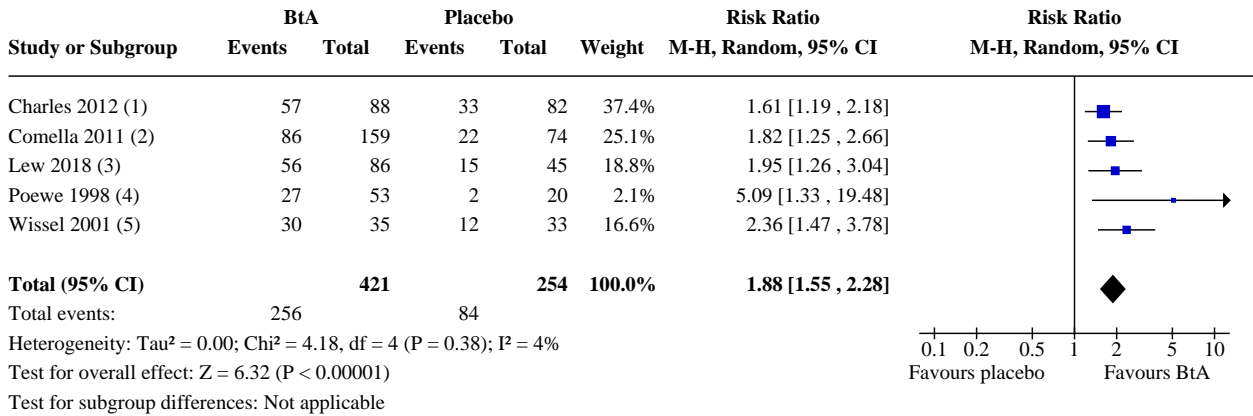 BtA Placebo Risk Ratio Risk Ratio
Study or Subgroup Events Total Events Total Weight M-H, Random, 95% CI M-H, Random, 95% CI
Charles 2012 (1) 57 88 33 82 37.4% 1.61 [1.19 , 2.18]
Comella 2011 (2) 86 159 22 74 25.1% 1.82 [1.25 , 2.66]
Lew 2018 (3) 56 86 15 45 18.8% 1.95 [1.26 , 3.04]
Poewe 1998 (4) 27 53 2 20 2.1% 5.09 [1.33 , 19.48]
Wissel 2001 (5) 30 35 12 33 16.6% 2.36 [1.47 , 3.78]
Total (95% CI) 421 254 100.0% 1.88 [1.55 , 2.28]
Total events: 256 84
Heterogeneity: Tau² = 0.00; Chi² = 4.18, df = 4 (P = 0.38); I² = 4%
Test for overall effect: Z = 6.32 (P < 0.00001)
Test for subgroup differences: Not applicable
0.1 0.2 0.5 1 2 5 10
Favours placebo Favours BtA